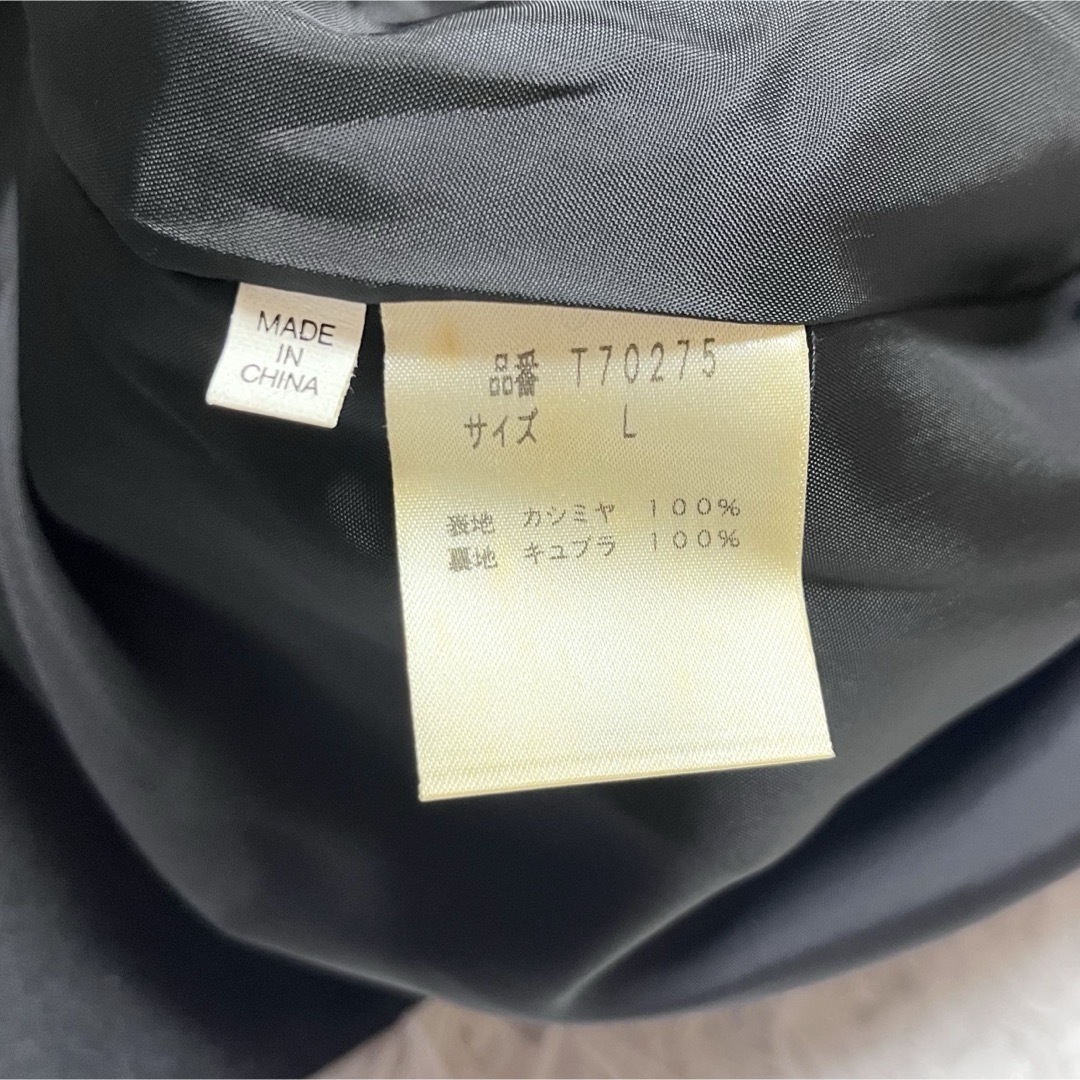 MADE
IN
CHINA
品番 T70275
サイズ L
表地 カシミヤ 100%
裏地 キュプラ 100%